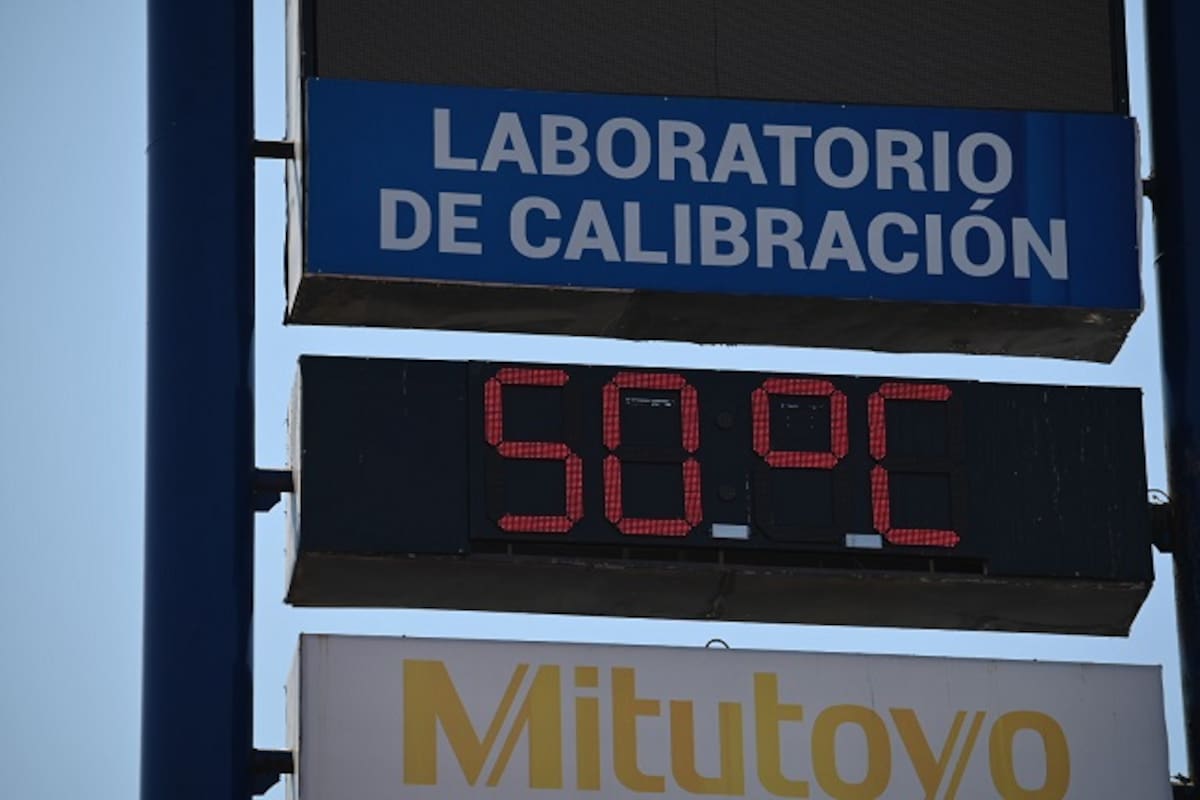 LABORATORIO
DE CALIBRACIÓN
50°C
Mitutoyo